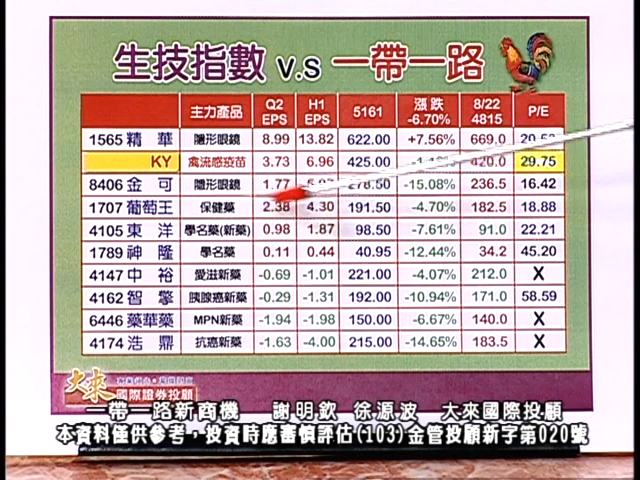 生技指數 V.S 一帶一路
主力產品 Q2 EPS H1 EPS 5161 漲跌 -6.70% 8/22 4815 P/E
1565 精華 隱形眼鏡 8.99 13.82 622.00 +7.56% 669.0
KY 禽流感疫苗 3.73 6.96 425.00 420.0 29.75
8406 金可 隱形眼鏡 1.77 278.50 -15.08% 236.5 16.42
1707 葡萄王 保健藥 2.38 4.30 191.50 -4.70% 182.5 18.88
4105 東洋 學名藥(新藥) 0.98 1.87 98.50 -7.61% 91.0 22.21
1789 神隆 學名藥 0.11 0.44 40.95 -12.44% 34.2 45.20
4147 中裕 愛滋新藥 -0.69 -1.01 221.00 -4.07% 212.0 X
4162 智擎 胰腺癌新藥 -0.29 -1.31 192.00 -10.94% 171.0 58.59
6446 藥華藥 MPN新藥 -1.94 -1.98 150.00 -6.67% 140.0 X
4174 浩鼎 抗癌新藥 -1.63 -4.00 215.00 -14.65% 183.5 X
大來
國際證券投顧
一帶一路新商機 謝明欽 徐源波 大來國際投顧
本資料僅供參考，投資時應審慎評估(103)金管投顧新字第020號